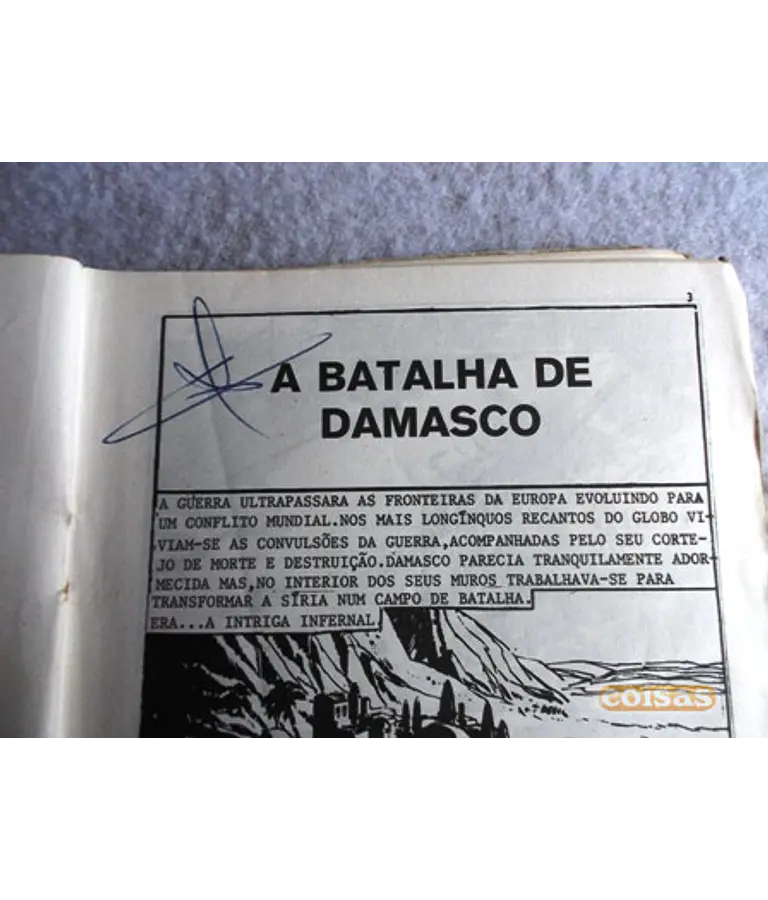 3
A BATALHA DE
DAMASCO
A GUERRA ULTRAPASSARA AS FRONTEIRAS DA EUROPA EVOLUINDO PARA
UM CONFLITO MUNDIAL.NOS MAIS LONGÍNQUOS RECANTOS DO GLOBO VI-
VIAM-SE AS CONVULSÕES DA GUERRA,ACOMPANHADAS PELO SEU CORTE-
JO DE MORTE E DESTRUIÇÃO.DAMASCO PARECIA TRANQUILAMENTE ADOR-
MECIDA MAS,NO INTERIOR DOS SEUS MUROS TRABALHAVA-SE PARA
TRANSFORMAR A SÍRIA NUM CAMPO DE BATALHA.
ERA...A INTRIGA INFERNAL
coisas